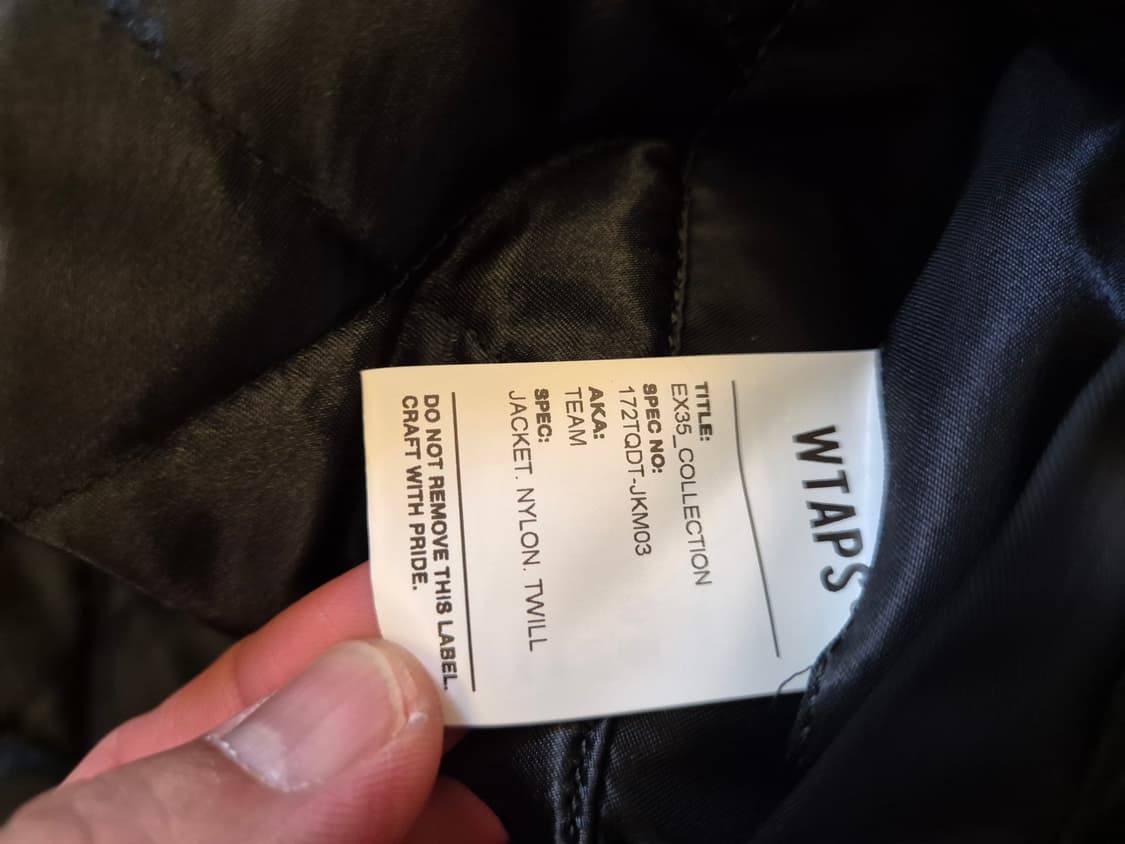 WTAPS
TITLE:
EX35_COLLECTION
SPEC NO:
172TQDT-JKM03
AKA:
TEAM
SPEC:
JACKET. NYLON. TWILL
DO NOT REMOVE THIS LABEL.
CRAFT WITH PRIDE.